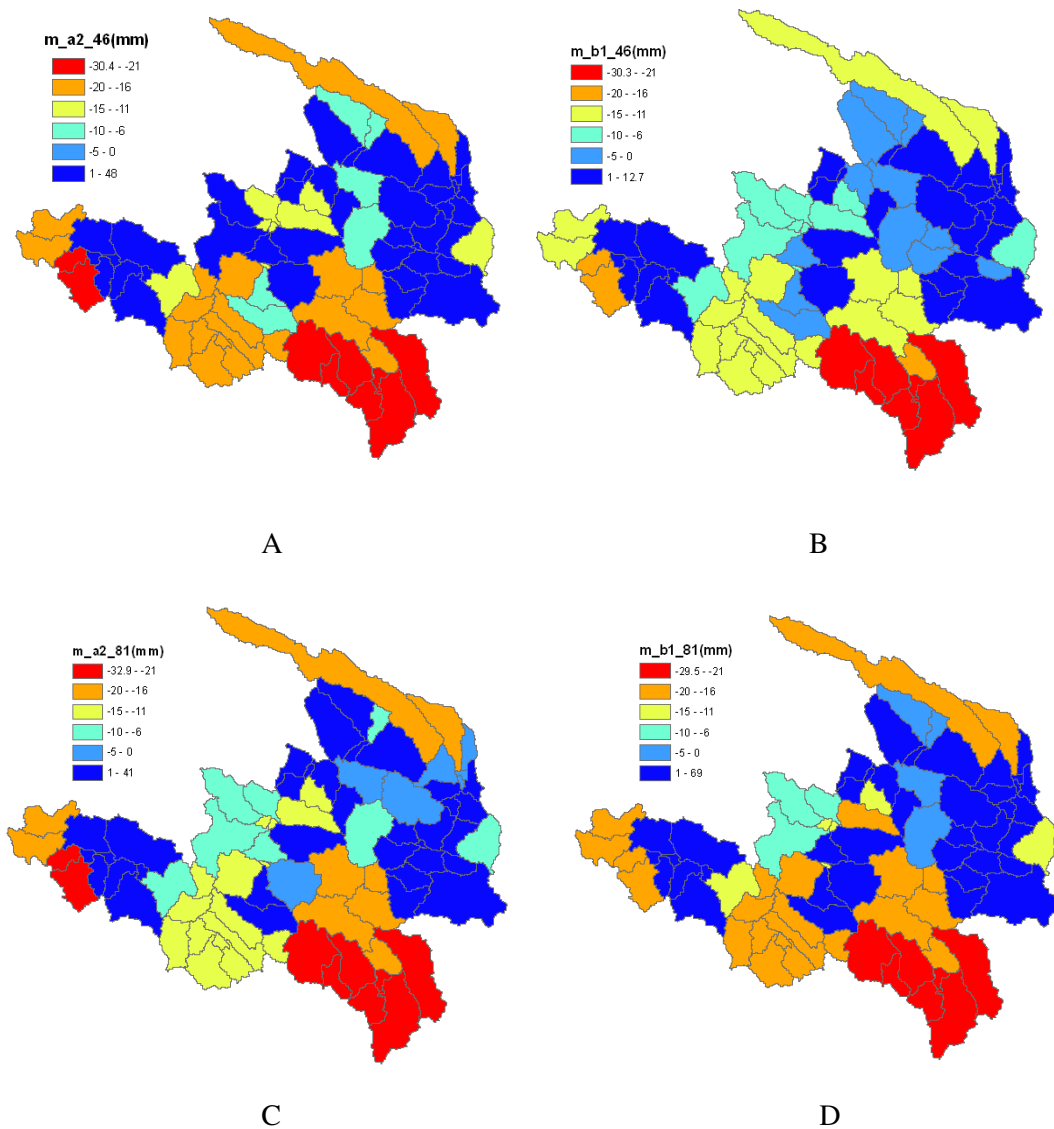 m_a2_46(mm)
-30.4 - -21
-20 - -16
-15 - -11
-10 - -6
-5 - 0
1 - 48
A
m_b1_46(mm)
-30.3 - -21
-20 - -16
-15 - -11
-10 - -6
-5 - 0
1 - 12.7
B
m_a2_81(mm)
-32.9 - -21
-20 - -16
-15 - -11
-10 - -6
-5 - 0
1 - 41
C
m_b1_81(mm)
-29.5 - -21
-20 - -16
-15 - -11
-10 - -6
-5 - 0
1 - 69
D